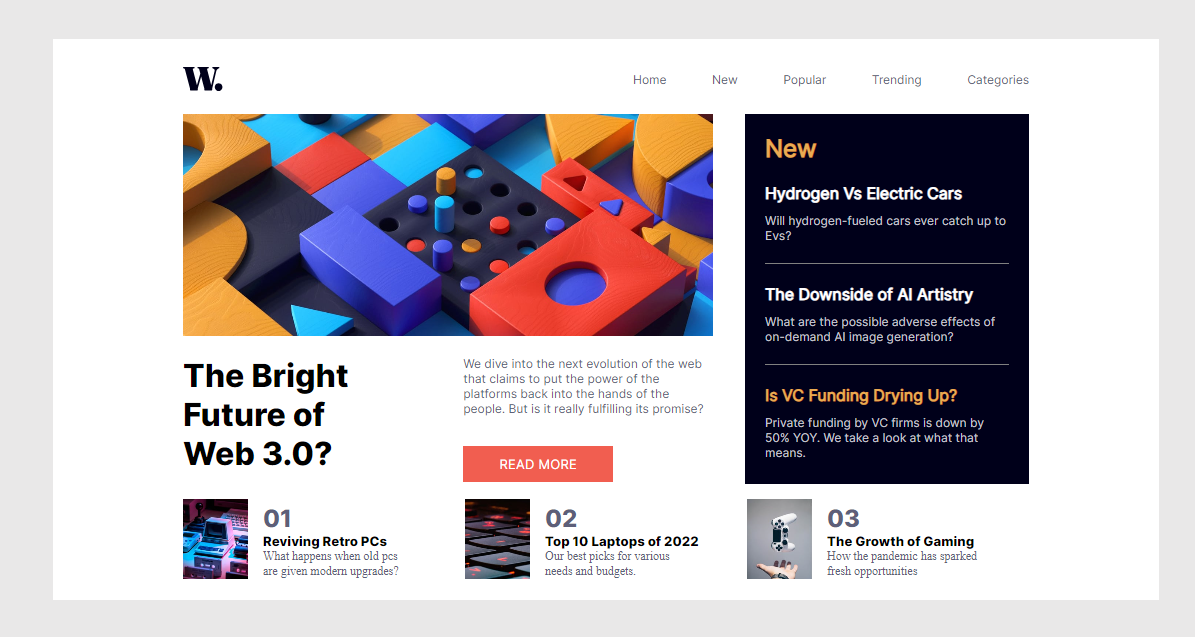 W.
Home New Popular Trending Categories
New
Hydrogen Vs Electric Cars
Will hydrogen-fueled cars ever catch up to
Evs?
The Downside of AI Artistry
What are the possible adverse effects of
on-demand AI image generation?
Is VC Funding Drying Up?
Private funding by VC firms is down by
50% YOY. We take a look at what that
means.
The Bright
Future of
Web 3.0?
We dive into the next evolution of the web
that claims to put the power of the
platforms back into the hands of the
people. But is it really fulfilling its promise?
READ MORE
01
Reviving Retro PCs
What happens when old pcs
are given modern upgrades?
02
Top 10 Laptops of 2022
Our best picks for various
needs and budgets.
03
The Growth of Gaming
How the pandemic has sparked
fresh opportunities